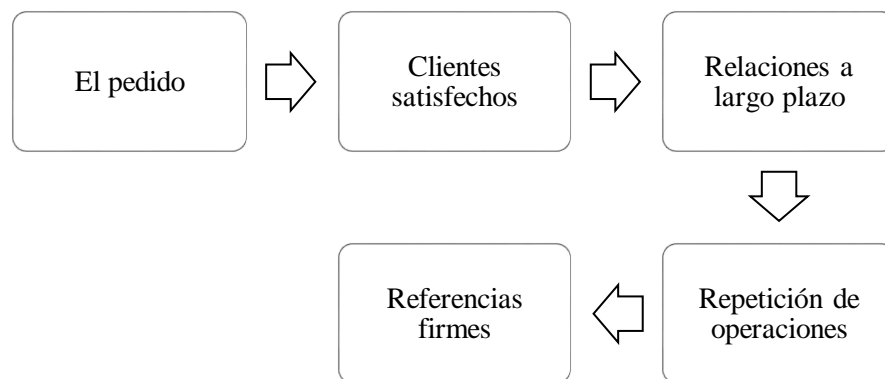 El pedido
Clientes
satisfechos
Relaciones a
largo plazo
Repetición de
operaciones
Referencias
firmes